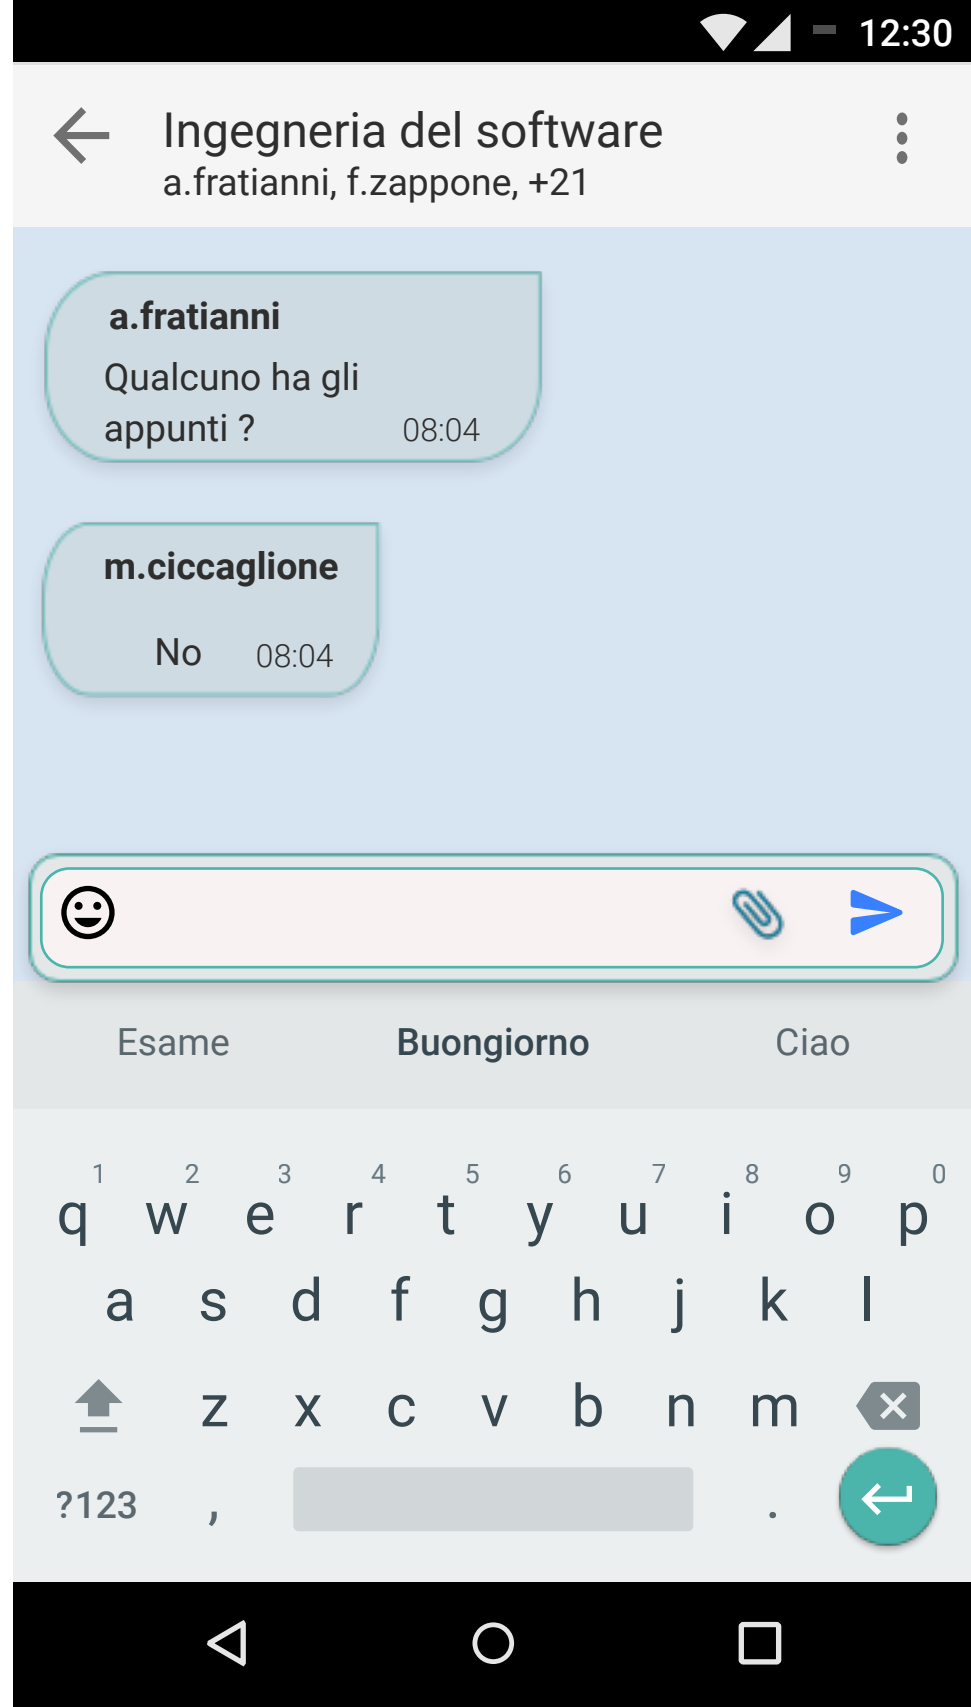 12:30
Ingegneria del software
a.fratianni, f.zappone, +21
a.fratianni
Qualcuno ha gli
appunti ? 08:04
m.ciccaglione
No 08:04
Esame Buongiorno Ciao
1 2 3 4 5 6 7 8 9 0
q w e r t y u i o p
a s d f g h j k l
z x c v b n m
?123 , .